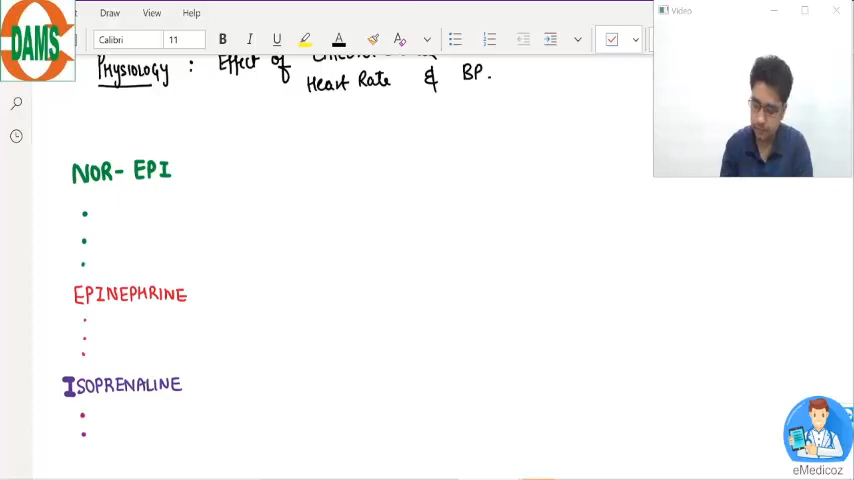 DAMS
Draw View Help
Video
Calibri 11 B I U
PHYSIOLOGY : Effect of
Heart Rate & BP.
NOR- EPI
EPINEPHRINE
ISOPRENALINE
eMedicoz